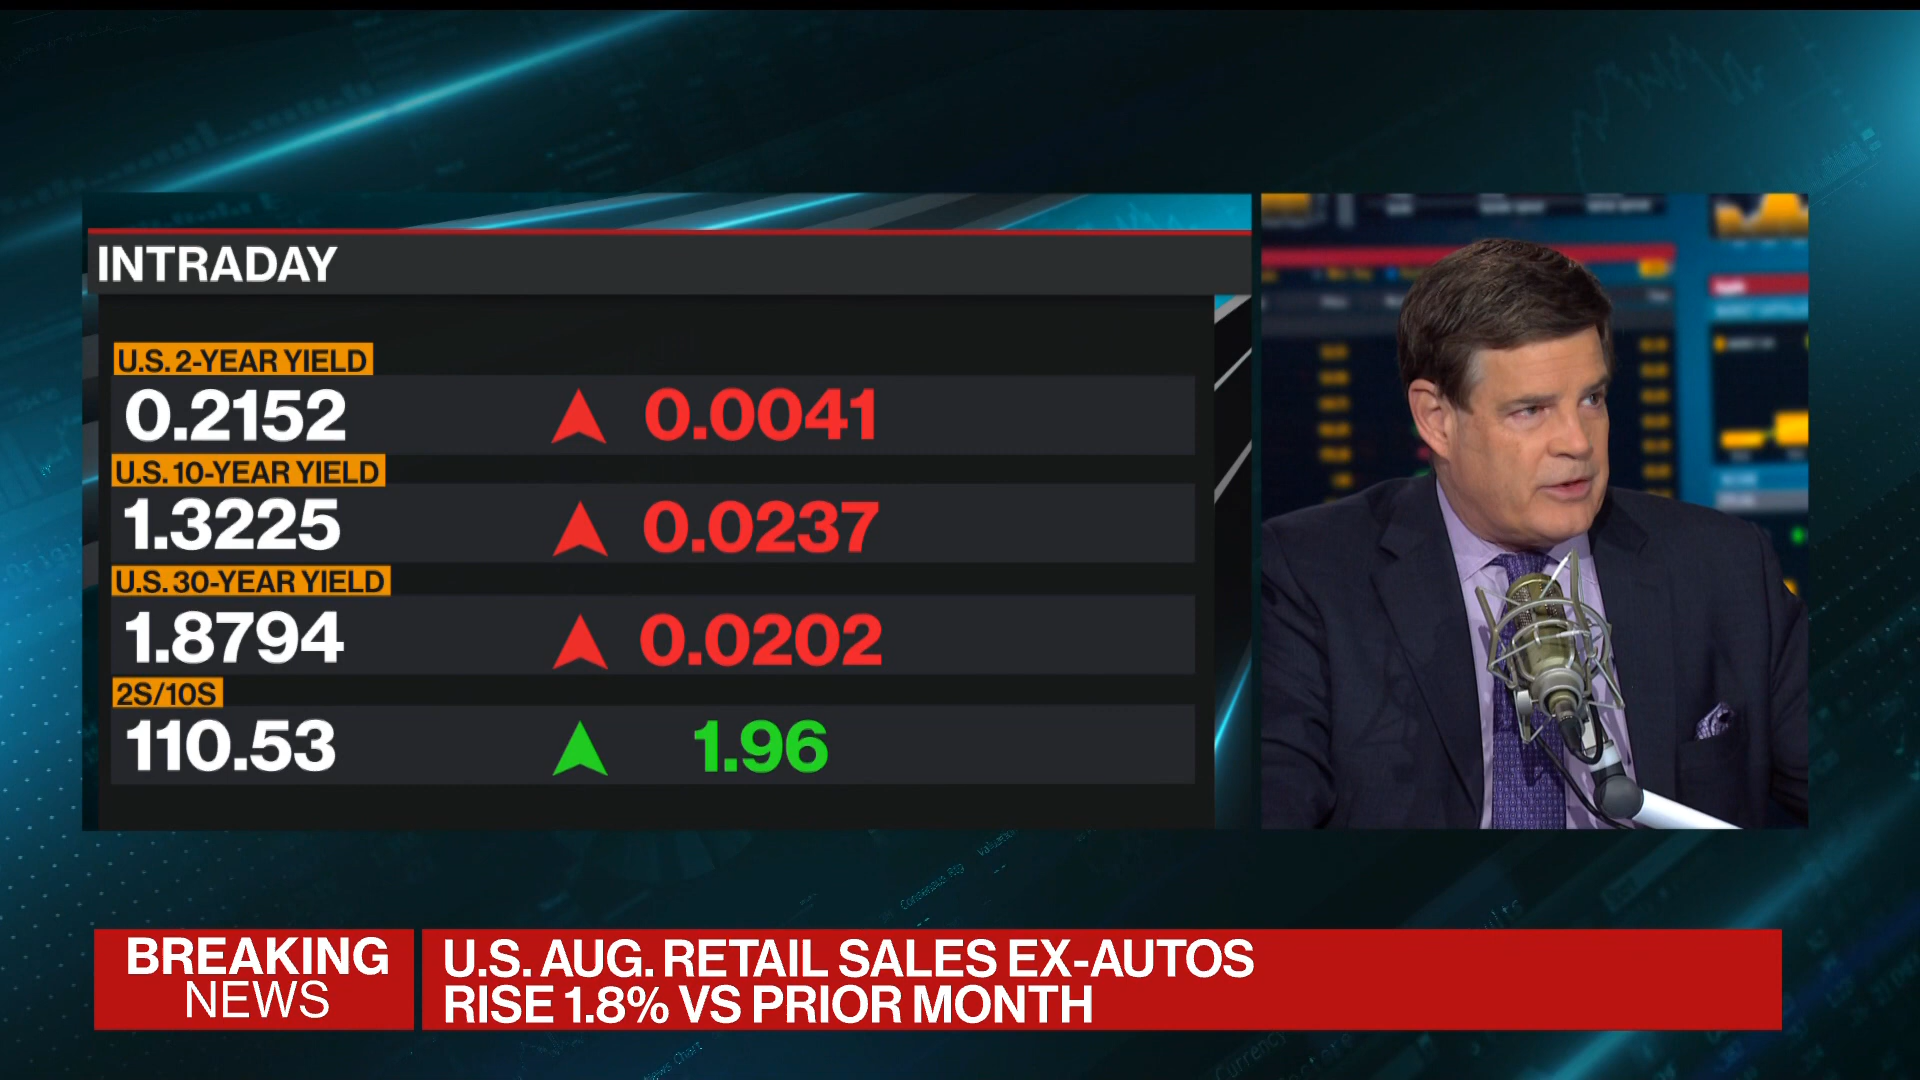 INTRADAY
U.S. 2-YEAR YIELD
0.2152 0.0041
U.S. 10-YEAR YIELD
1.3225 0.0237
U.S. 30-YEAR YIELD
1.8794 0.0202
2S/10S
110.53 1.96
BREAKING
NEWS
U.S. AUG. RETAIL SALES EX-AUTOS
RISE 1.8% VS PRIOR MONTH